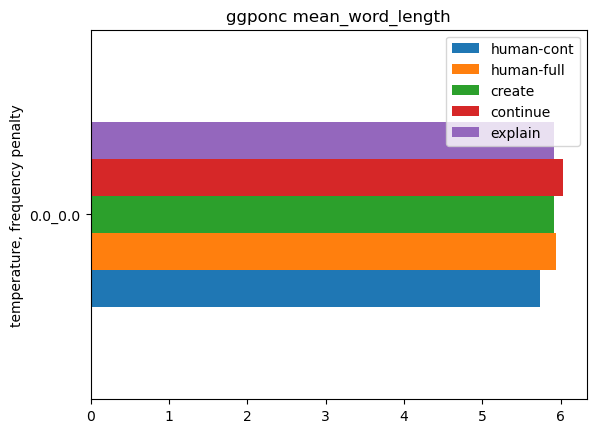 ggponc mean_word_length
human-cont
human-full
create
continue
explain
temperature, frequency penalty
0.0_0.0
0 1 2 3 4 5 6